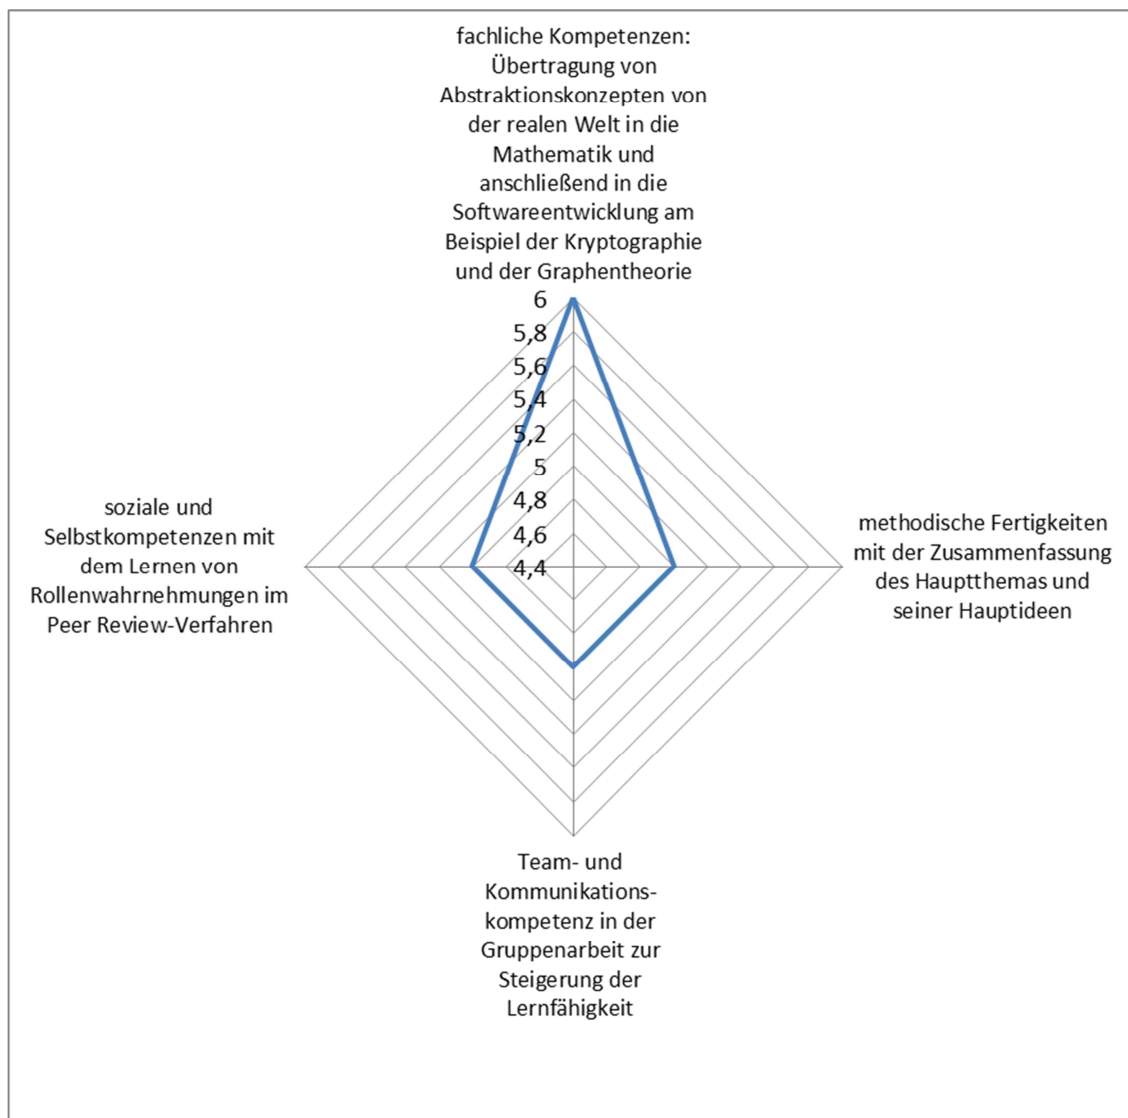 fachliche Kompetenzen:
Übertragung von
Abstraktionskonzepten von
der realen Welt in die
Mathematik und
anschließend in die
Softwareentwicklung am
Beispiel der Kryptographie
und der Graphentheorie
6
5,8
5,6
5,4
5,2
5
4,8
4,6
4,4
soziale und
Selbstkompetenzen mit
dem Lernen von
Rollenwahrnehmungen im
Peer Review-Verfahren
methodische Fertigkeiten
mit der Zusammenfassung
des Hauptthemas und
seiner Hauptideen
Team- und
Kommunikations-
kompetenz in der
Gruppenarbeit zur
Steigerung der
Lernfähigkeit